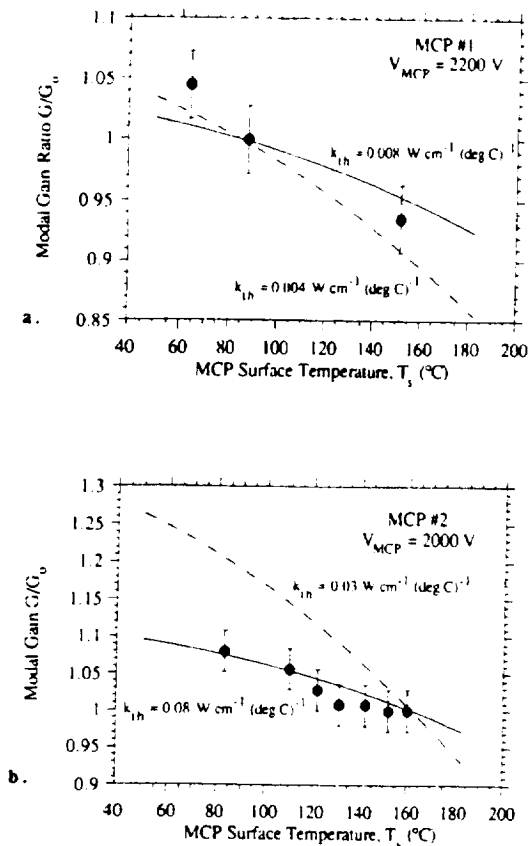 MCP #1
V_MCP = 2200 V
Modal Gain Ratio G/G_o
1.1
1.05
1
0.95
0.9
0.85
k_th = 0.008 W cm⁻¹ (deg C)⁻¹
k_th = 0.004 W cm⁻¹ (deg C)⁻¹
a.
40 60 80 100 120 140 160 180 200
MCP Surface Temperature, T_s (°C)
MCP #2
V_MCP = 2000 V
Modal Gain G/G_o
1.3
1.25
1.2
1.15
1.1
1.05
1
0.95
0.9
k_th = 0.03 W cm⁻¹ (deg C)⁻¹
k_th = 0.08 W cm⁻¹ (deg C)⁻¹
b.
40 60 80 100 120 140 160 180 200
MCP Surface Temperature, T_s (°C)